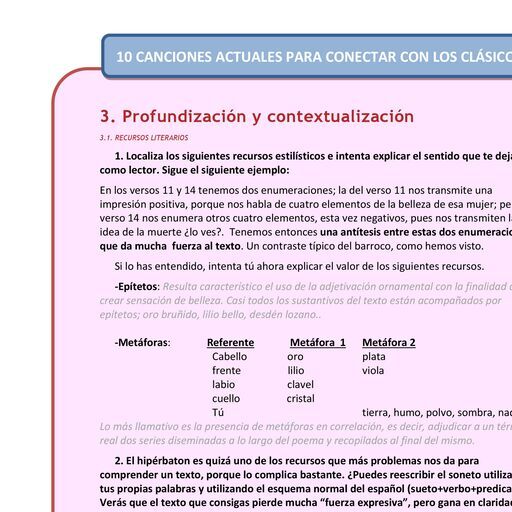 10 CANCIONES ACTUALES PARA CONECTAR CON LOS
3. Profundización y contextualización
3.1. RECURSOS LITERARIOS
1. Localiza los siguientes recursos estilísticos e intenta explicar el sentido que te
como lector. Sigue el siguiente ejemplo:
En los versos 11 y 14 tenemos dos enumeraciones; la del verso 11 nos transmite una
impresión positiva, porque nos habla de cuatro elementos de la belleza de esa mujer;
verso 14 nos enumera otros cuatro elementos, esta vez negativos, pues nos transmiten
idea de la muerte ¿lo ves?. Tenemos entonces una antítesis entre estas dos
que da mucha fuerza al texto. Un contraste típico del barroco, como hemos visto.
Si lo has entendido, intenta tú ahora explicar el valor de los siguientes recursos.
-Epítetos: Resulta característico el uso de la adjetivación ornamental con la finalidad
crear sensación de belleza. Casi todos los sustantivos del texto están acompañados por
epítetos; oro bruñido, lilio bello, desdén lozano..
-Metáforas: Referente Metáfora 1 Metáfora 2
Cabello oro plata
frente lilio viola
labio clavel
cuello cristal
Tú tierra, humo, polvo, sombra,
Lo más llamativo es la presencia de metáforas en correlación, es decir, adjudicar a un
real dos series diseminadas a lo largo del poema y recopilados al final del mismo.
2. El hipérbaton es quizá uno de los recursos que más problemas nos da para
comprender un texto, porque lo complica bastante. ¿Puedes reescribir el soneto
tus propias palabras y utilizando el esquema normal del español
Verás que el texto que consigas pierde mucha “fuerza expresiva”, pero gana en